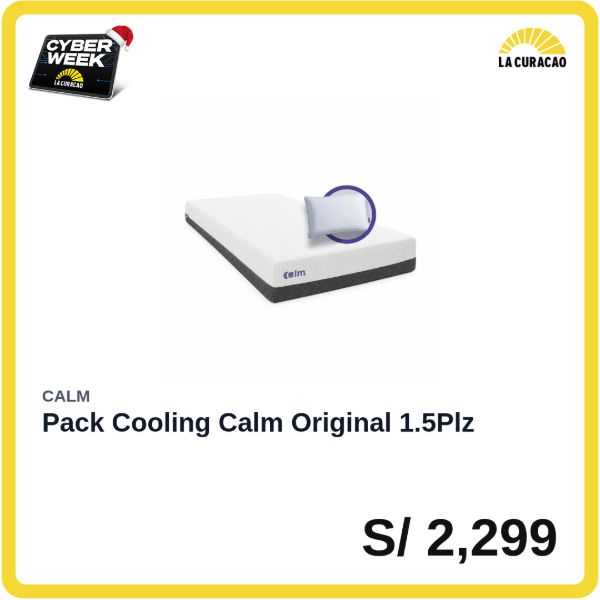 CYBER
WEEK
LA CURACAO
LA CURACAO
Calm.
CALM
Pack Cooling Calm Original 1.5Plz
S/ 2,299